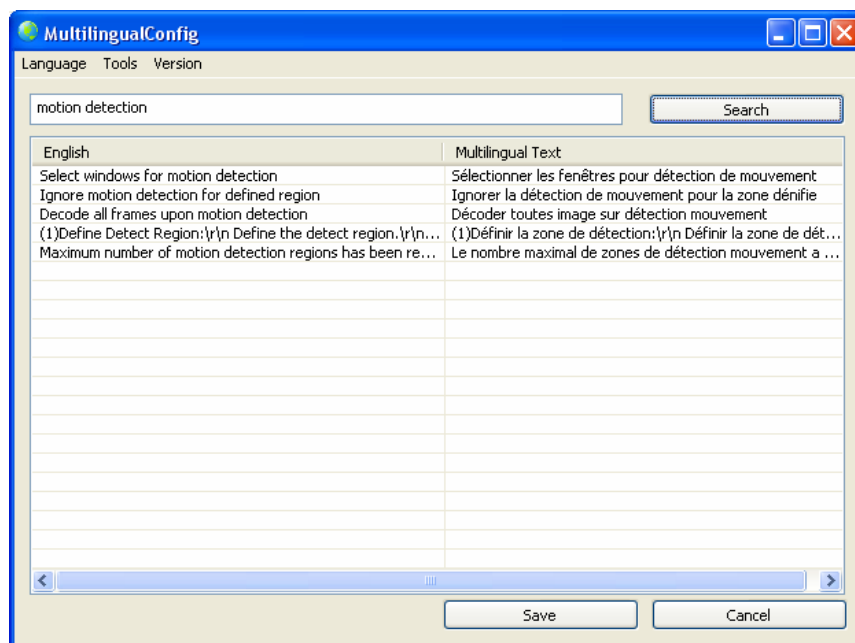 MultilingualConfig
Language Tools Version
motion detection Search
English Multilingual Text
Select windows for motion detection Sélectionner les fenêtres pour détection de mouvement
Ignore motion detection for defined region Ignorer la détection de mouvement pour la zone dénifie
Decode all frames upon motion detection Décoder toutes image sur détection mouvement
(1)Define Detect Region:\r\n Define the detect region.\r\n... (1)Définir la zone de détection:\r\n Définir la zone de dét...
Maximum number of motion detection regions has been re... Le nombre maximal de zones de détection mouvement a ...
Save Cancel